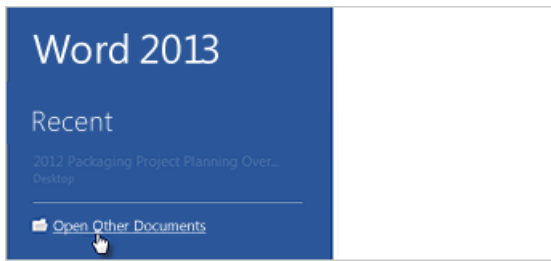 Word 2013
Recent
2012 Packaging Project Planning Over...
Desktop
Open Other Documents